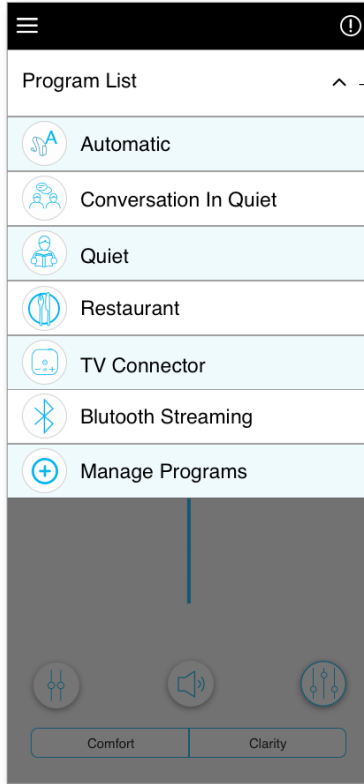 Program List
A
Automatic
Conversation In Quiet
Quiet
Restaurant
TV Connector
Blutooth Streaming
Manage Programs
Comfort
Clarity